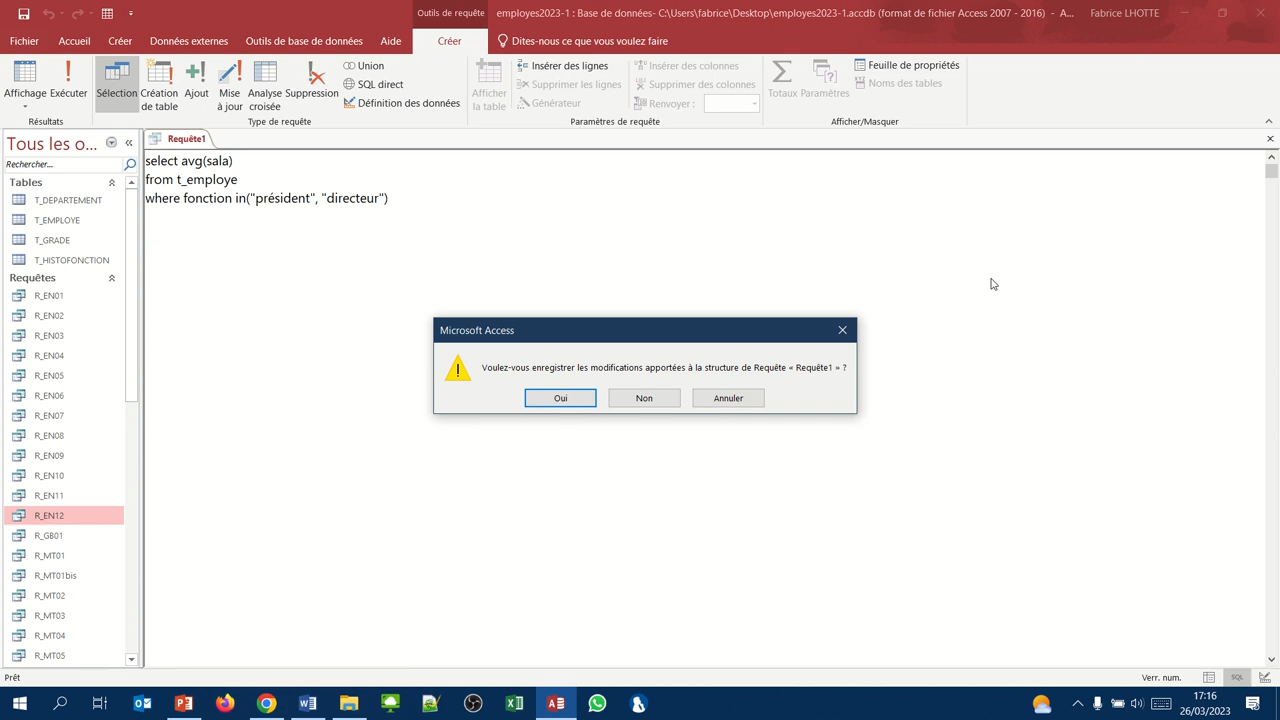 Outils de requête
employes2023-1 : Base de données- C:\Users\fabrice\Desktop\employes2023-1.accdb (format de fichier Access 2007 - 2016) - A...
Fabrice LHOTTE
Fichier
Accueil
Créer
Données externes
Outils de base de données
Aide
Créer
Dites-nous ce que vous voulez faire
Affichage
Exécuter
Résultats
Sélection
Création de table
Ajout
Mise à jour
Analyse croisée
Suppression
Union
SQL direct
Définition des données
Type de requête
Afficher la table
Insérer des lignes
Supprimer les lignes
Générateur
Insérer des colonnes
Supprimer des colonnes
Renvoyer :
Paramètres de requête
Totaux
Paramètres
Feuille de propriétés
Noms des tables
Afficher/Masquer
Tous les o...
Rechercher...
Tables
T_DEPARTEMENT
T_EMPLOYE
T_GRADE
T_HISTOFONCTION
Requêtes
R_EN01
R_EN02
R_EN03
R_EN04
R_EN05
R_EN06
R_EN07
R_EN08
R_EN09
R_EN10
R_EN11
R_EN12
R_GB01
R_MT01
R_MT01bis
R_MT02
R_MT03
R_MT04
R_MT05
Requête1
select avg(sala)
from t_employe
where fonction in("président", "directeur")
Microsoft Access
Voulez-vous enregistrer les modifications apportées à la structure de Requête « Requête1 » ?
Oui
Non
Annuler
Prêt
Verr. num.
SQL
17:16
26/03/2023